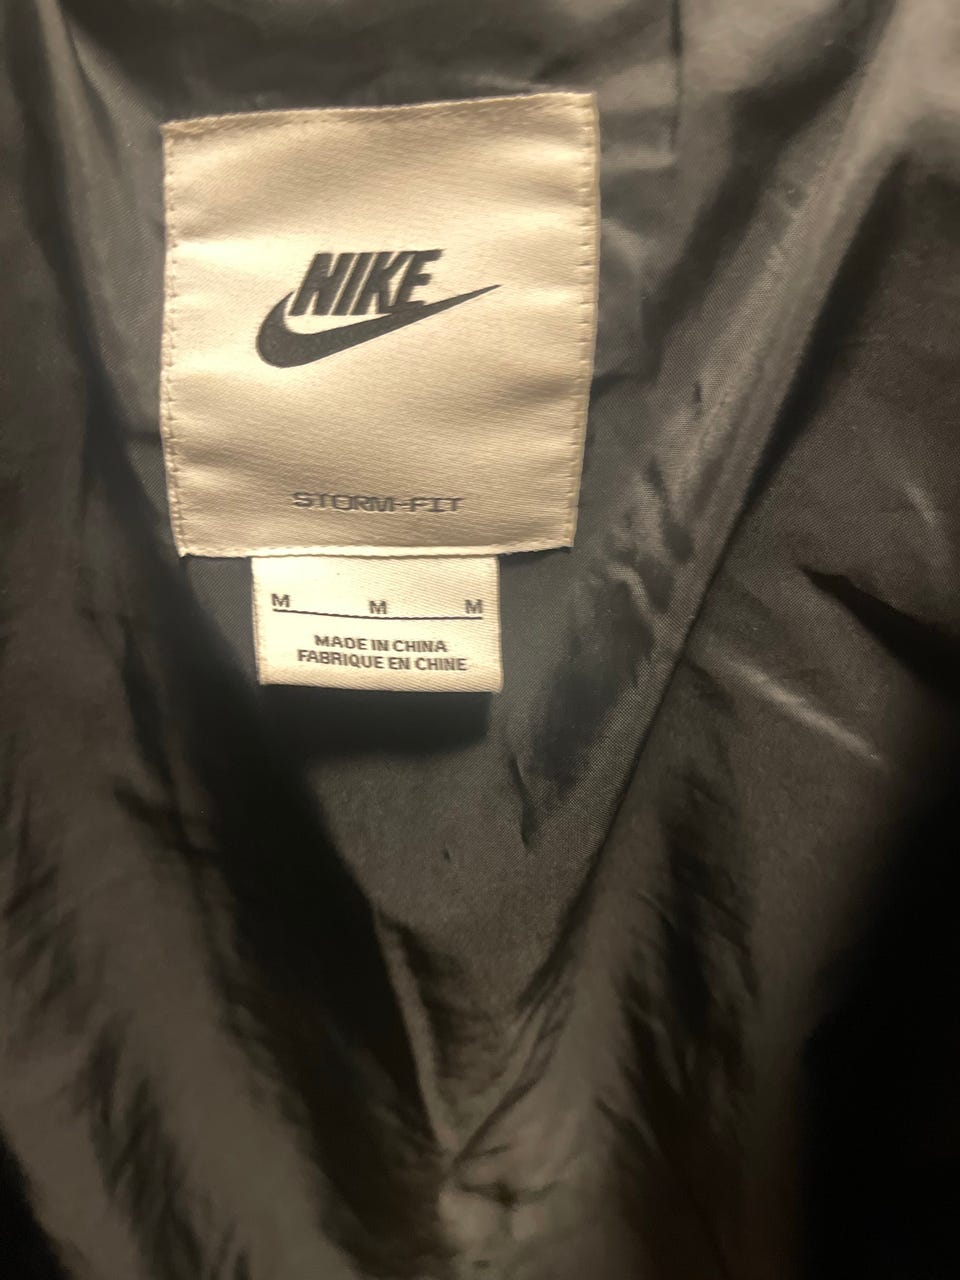 NIKE
STORM-FIT
M M M
MADE IN CHINA
FABRIQUE EN CHINE